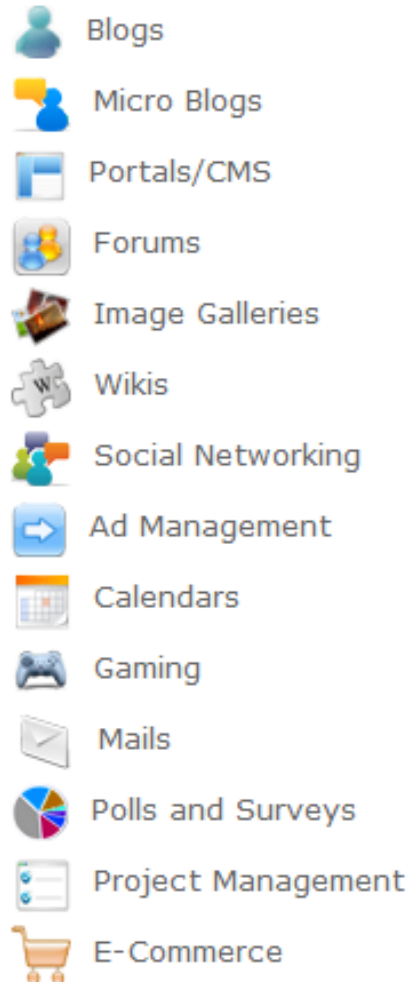 Blogs
Micro Blogs
Portals/CMS
Forums
Image Galleries
W
Wikis
Social Networking
Ad Management
Calendars
Gaming
Mails
Polls and Surveys
Project Management
E-Commerce